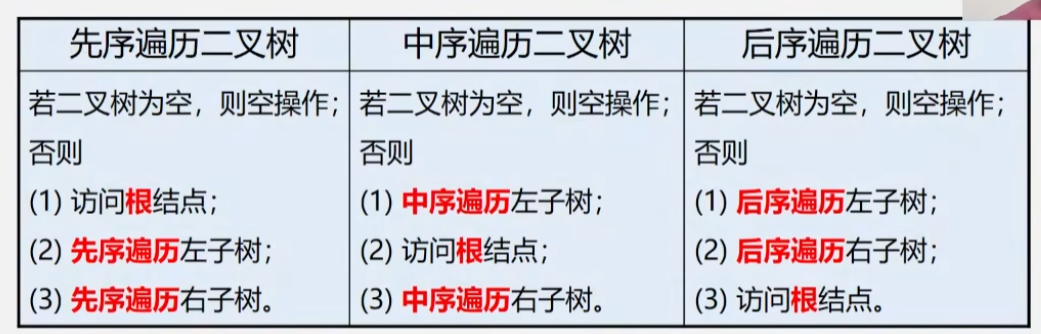 先序遍历二叉树
若二叉树为空，则空操作；
否则
(1) 访问根结点；
(2) 先序遍历左子树；
(3) 先序遍历右子树。
中序遍历二叉树
若二叉树为空，则空操作；
否则
(1) 中序遍历左子树；
(2) 访问根结点；
(3) 中序遍历右子树。
后序遍历二叉树
若二叉树为空，则空操作；
否则
(1) 后序遍历左子树；
(2) 后序遍历右子树；
(3) 访问根结点。